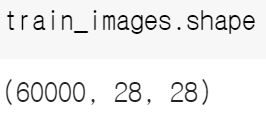 train_images.shape
(60000, 28, 28)